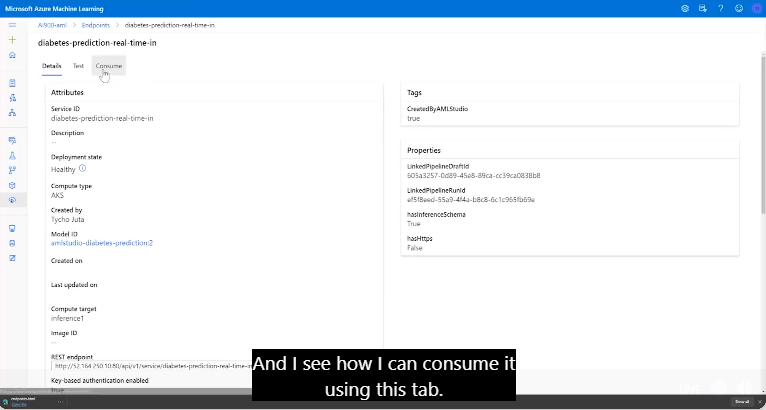 Microsoft Azure Machine Learning
AI900-aml > Endpoints > diabetes-prediction-real-time-in
diabetes-prediction-real-time-in
Details Test Consume
Attributes
Service ID
diabetes-prediction-real-time-in
Description
--
Deployment state
Healthy
Compute type
AKS
Created by
Tycho Juta
Model ID
amlstudio-diabetes-prediction:2
Created on
Last updated on
Compute target
inference1
Image ID
--
REST endpoint
http://52.164.250.10:80/api/v1/service/diabetes-prediction-real-time-in
Key-based authentication enabled
true
Tags
CreatedByAMLStudio
true
Properties
LinkedPipelineDraftId
605a3257-0d89-45e8-89ca-cc39ca0838b8
LinkedPipelineRunId
ef5f8eed-55a9-4f4a-b8c8-6c1c965fb69e
hasInferenceSchema
True
hasHttps
False
And I see how I can consume it
using this tab.
Show all